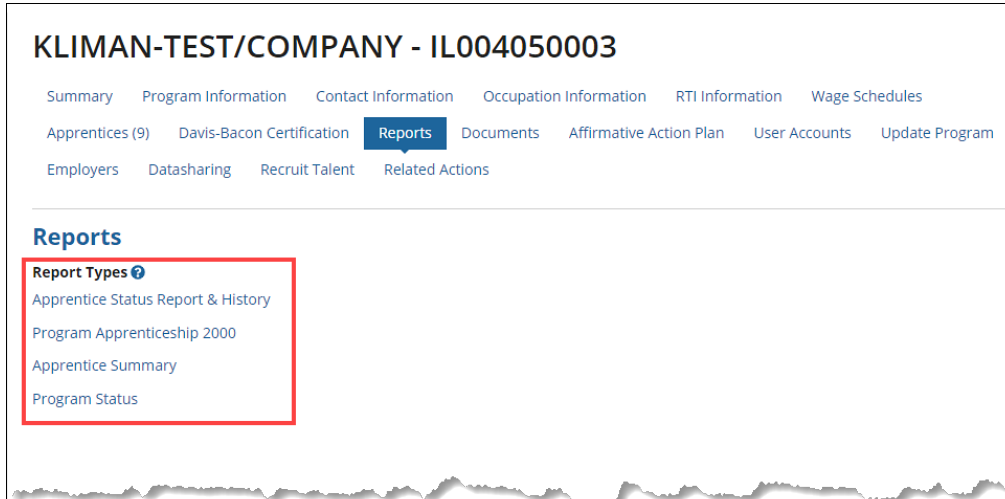 KLIMAN-TEST/COMPANY - IL004050003
Summary Program Information Contact Information Occupation Information RTI Information Wage Schedules
Apprentices (9) Davis-Bacon Certification Reports Documents Affirmative Action Plan User Accounts Update Program
Employers Datasharing Recruit Talent Related Actions
Reports
Report Types ?
Apprentice Status Report & History
Program Apprenticeship 2000
Apprentice Summary
Program Status